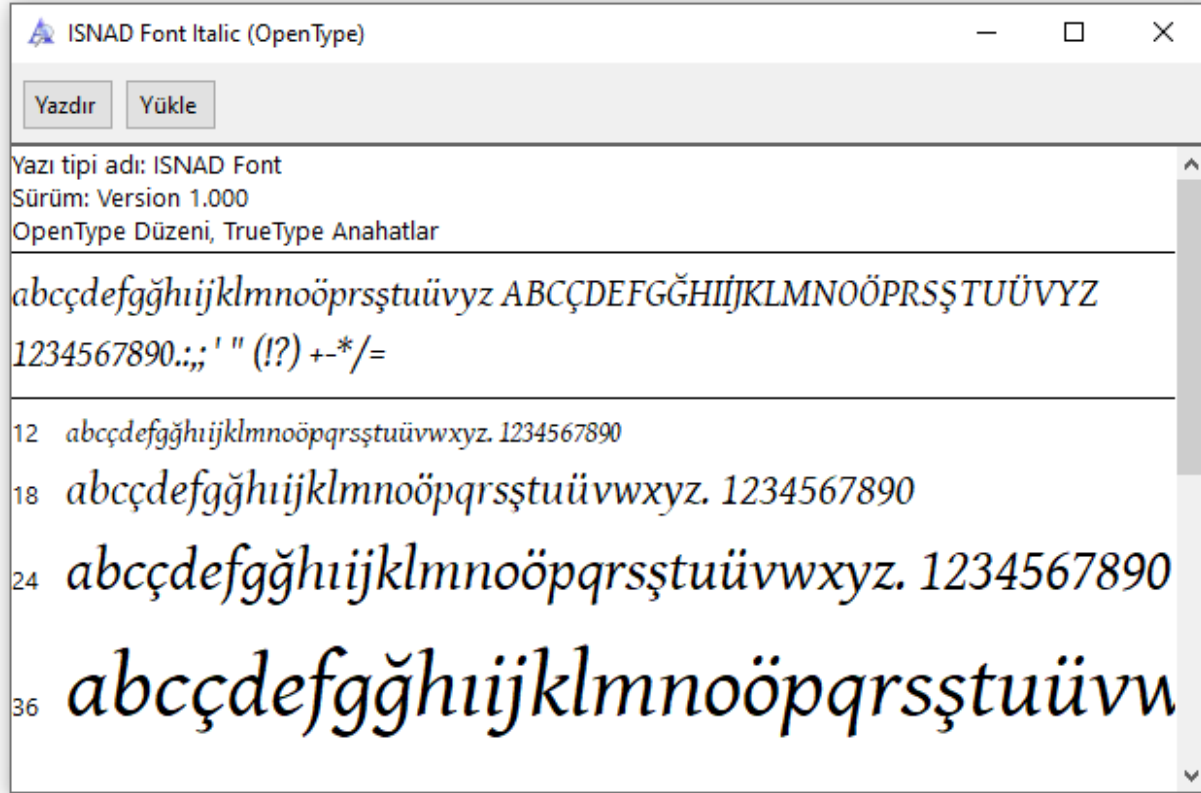 ISNAD Font Italic (OpenType)
Yazdır Yükle
Yazı tipi adı: ISNAD Font
Sürüm: Version 1.000
OpenType Düzeni, TrueType Anahatlar
abcçdefgğhıijklmnoöprsştuüvyz ABCÇDEFGĞHIİJKLMNOÖPRSŞTUÜVYZ
1234567890.:,; ' " (!?) +-*/=
12 abcçdefgğhıijklmnoöpqrsştuüvwxyz. 1234567890
18 abcçdefgğhıijklmnoöpqrsştuüvwxyz. 1234567890
24 abcçdefgğhıijklmnoöpqrsştuüvwxyz. 1234567890
36 abcçdefgğhıijklmnoöpqrsştuüvw